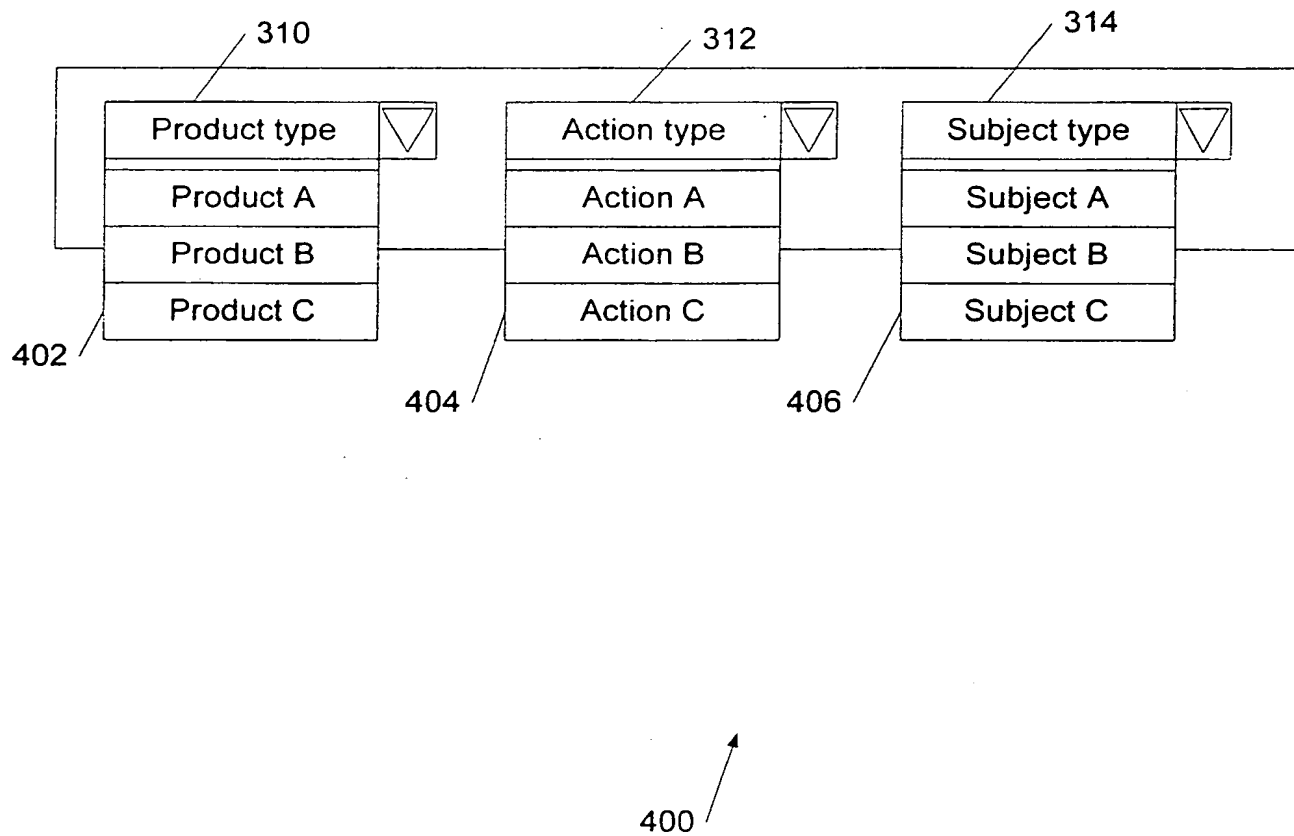 310
312
314
Product type
Action type
Subject type
Product A
Action A
Subject A
Product B
Action B
Subject B
Product C
Action C
Subject C
402
404
406
400